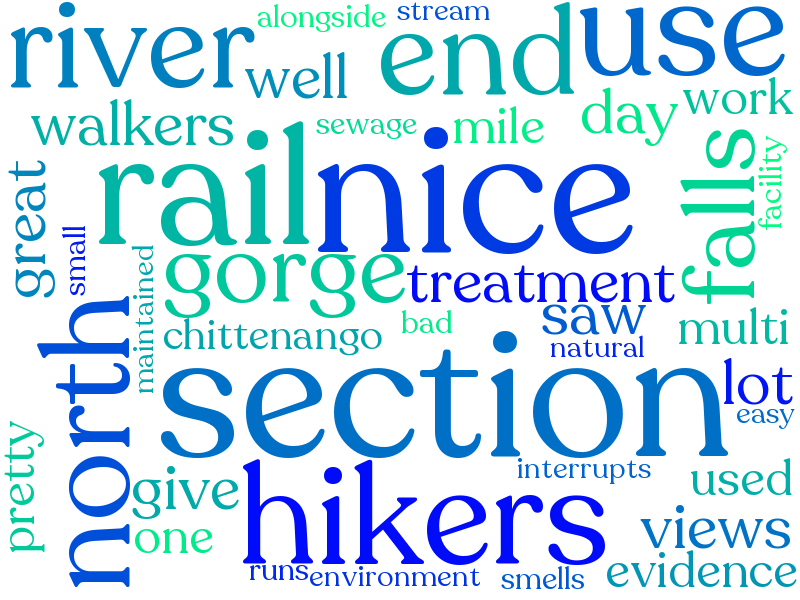 river
alongside
stream
end
use
well
work
walkers
sewage
mile
day
rail
nice
falls
facility
great
small
gorge
treatment
maintained
north
chittenango
bad
saw
natural
multi
section
lot
easy
pretty
give
hikers
interrupts
used
one
views
runs
environment
smells
evidence